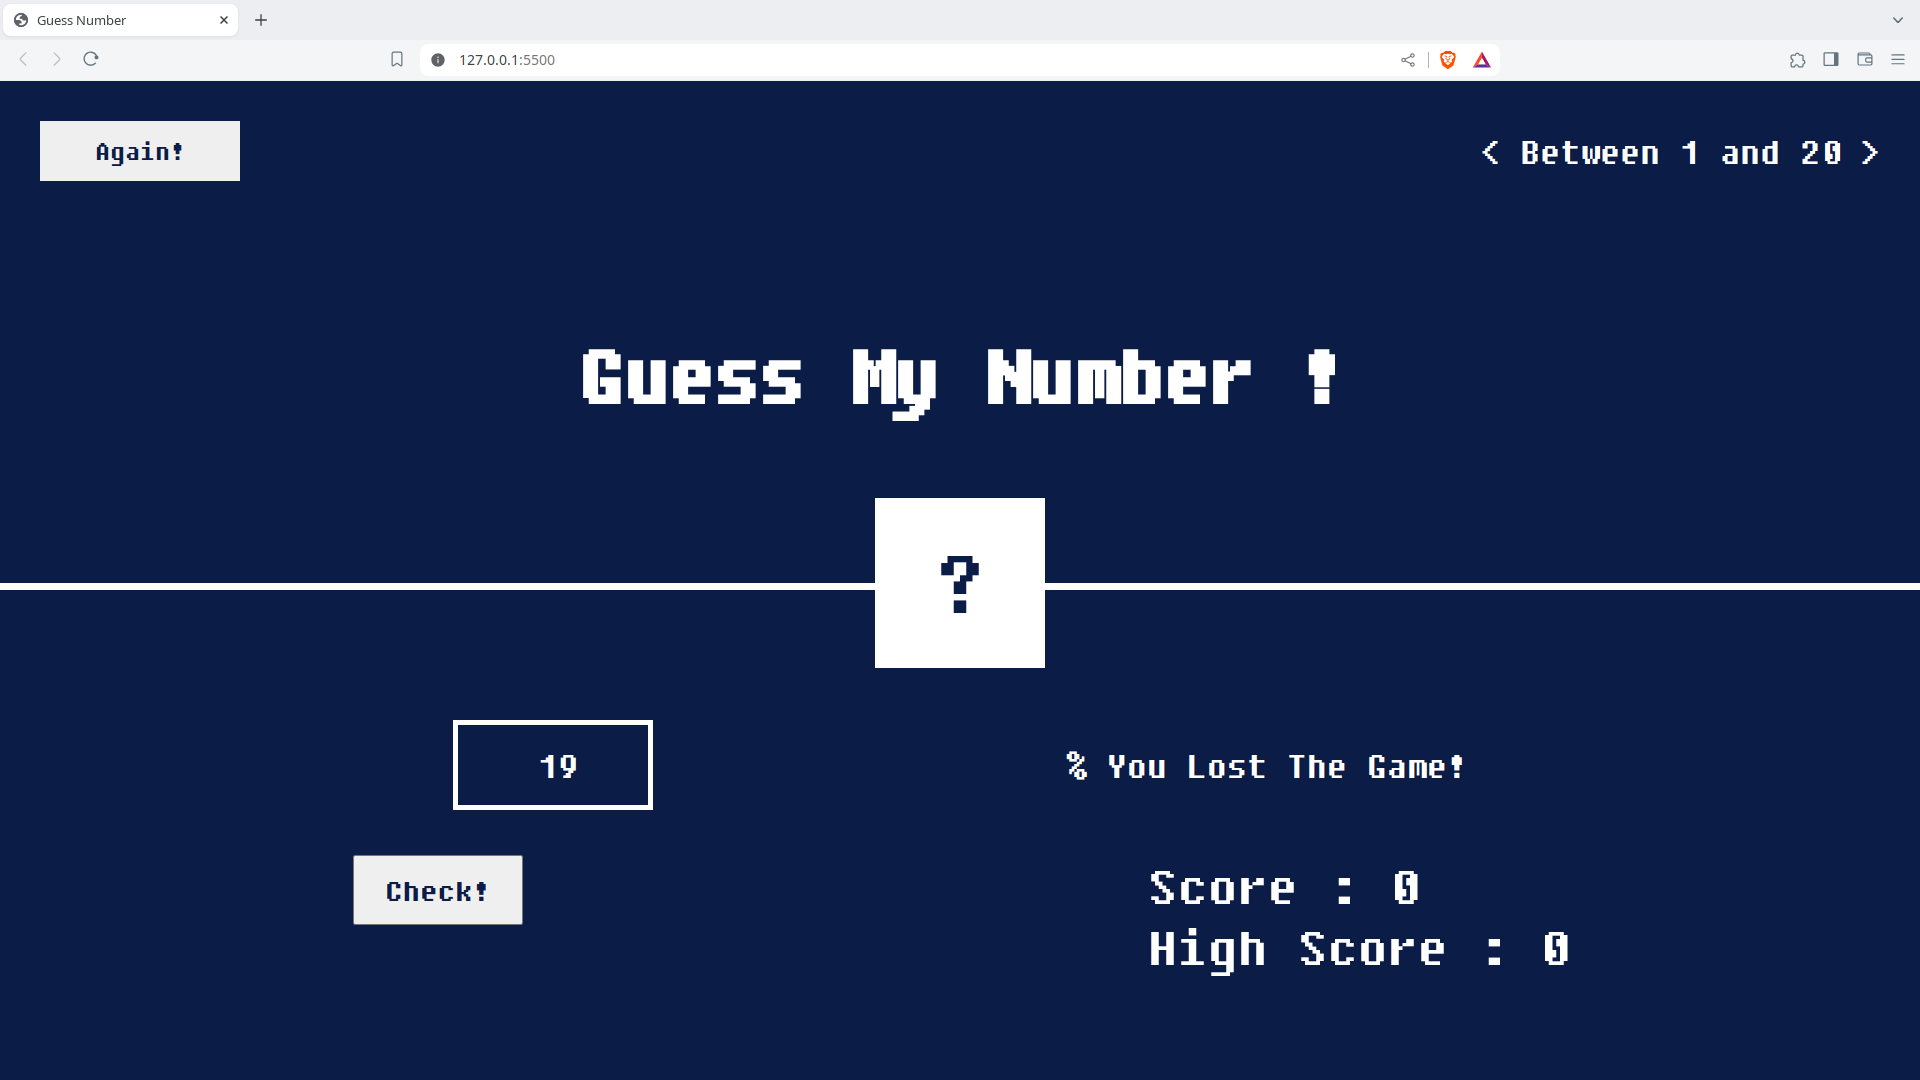 Guess Number
127.0.0.1:5500
Again!
< Between 1 and 20 >
Guess My Number !
?
19
% You Lost The Game!
Check!
Score : 0
High Score : 0